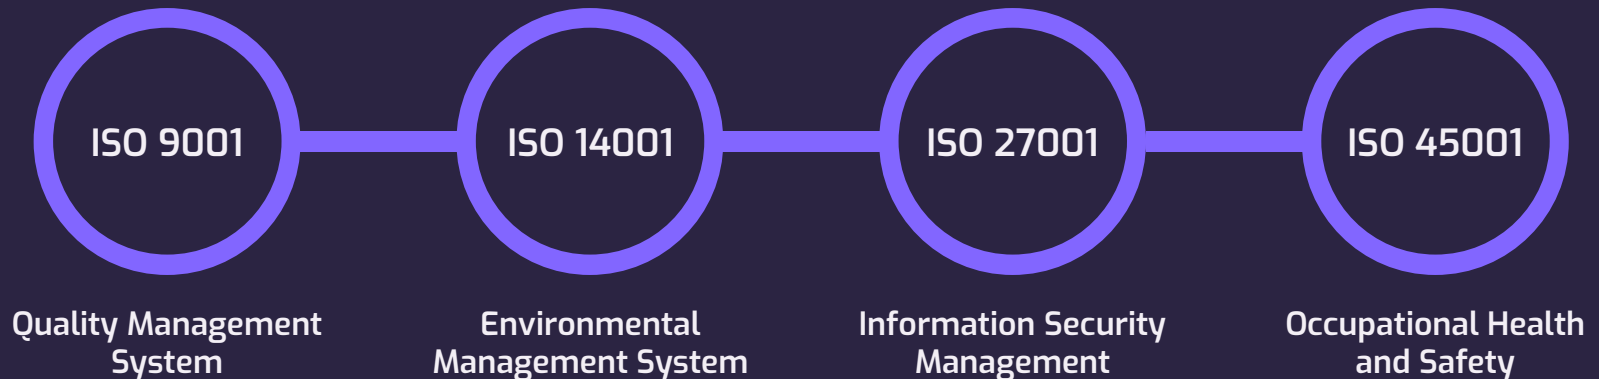 ISO 9001
ISO 14001
ISO 27001
ISO 45001
Quality Management
System
Environmental
Management System
Information Security
Management
Occupational Health
and Safety